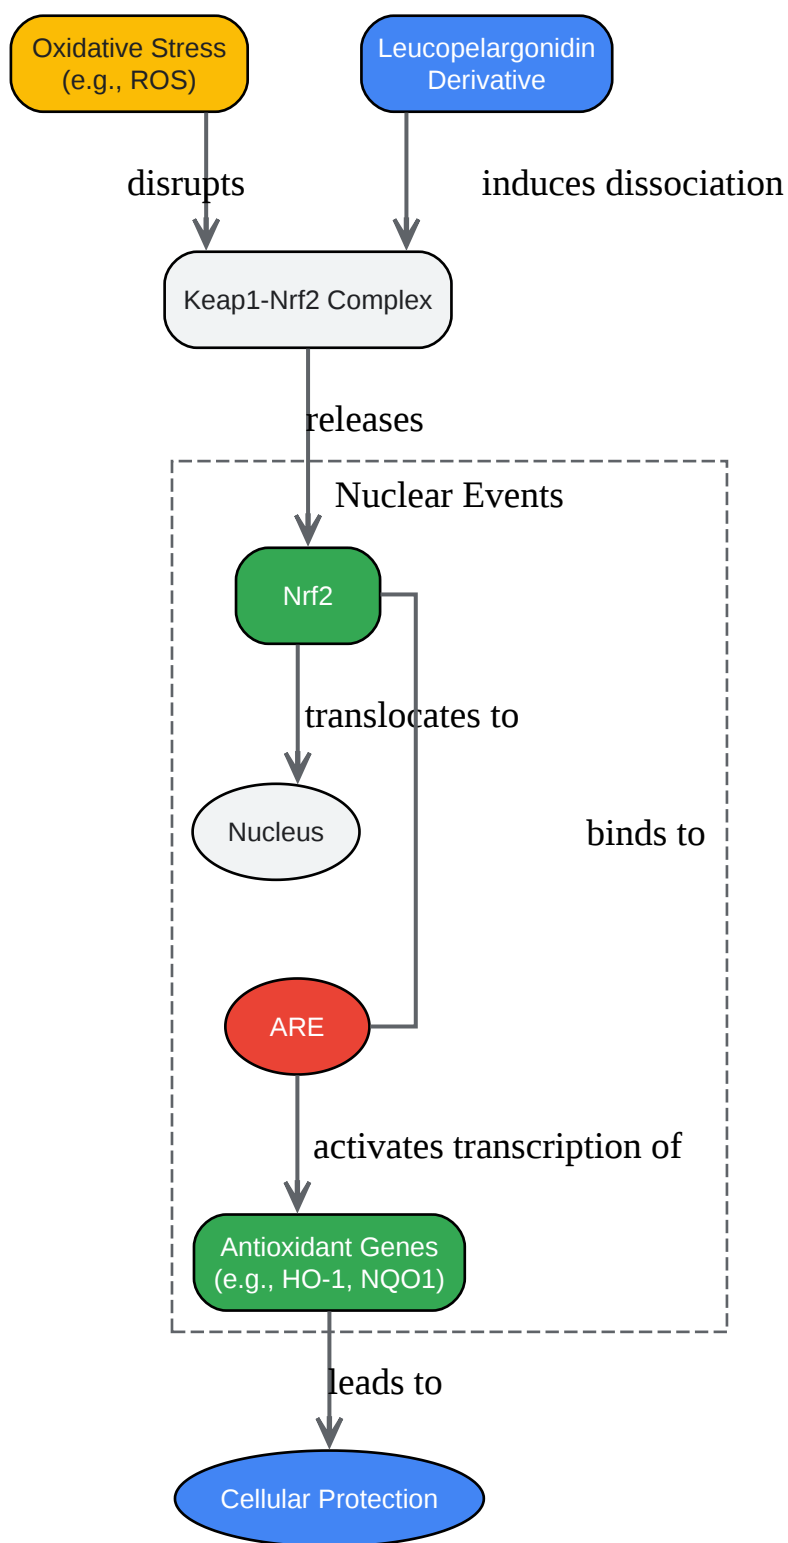 Oxidative Stress
(e.g., ROS)
Leucopelargonidin
Derivative
disrupts
induces dissociation
Keap1-Nrf2 Complex
releases
Nuclear Events
Nrf2
translocates to
Nucleus
binds to
ARE
activates transcription of
Antioxidant Genes
(e.g., HO-1, NQO1)
leads to
Cellular Protection